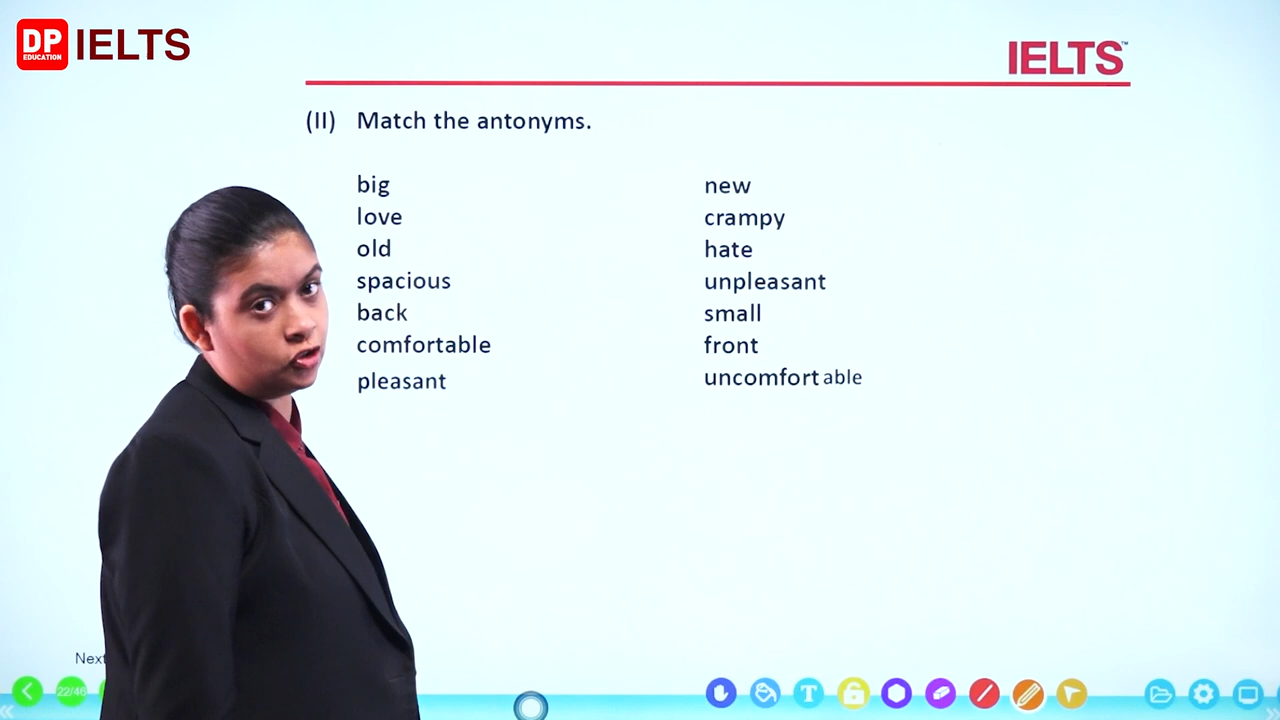 DP
EDUCATION
IELTS
IELTS™
(II) Match the antonyms.
big new
love crampy
old hate
spacious unpleasant
back small
comfortable front
pleasant uncomfortable
Next
22/46
T